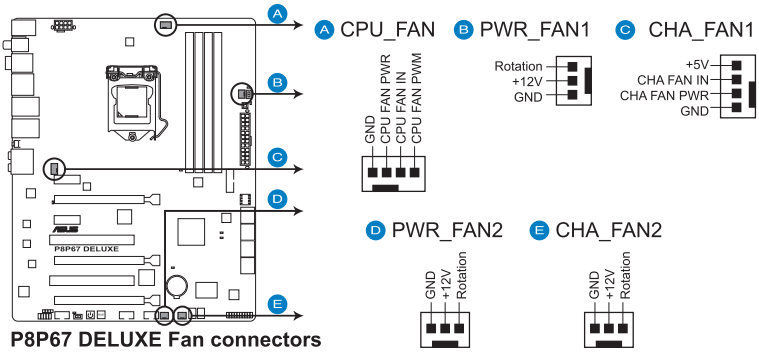 A
B
C
D
E
/SUS
P8P67 DELUXE
P8P67 DELUXE Fan connectors
A CPU_FAN
GND
CPU FAN PWR
CPU FAN IN
CPU FAN PWM
B PWR_FAN1
Rotation
+12V
GND
C CHA_FAN1
+5V
CHA FAN IN
CHA FAN PWR
GND
D PWR_FAN2
GND
+12V
Rotation
E CHA_FAN2
GND
+12V
Rotation